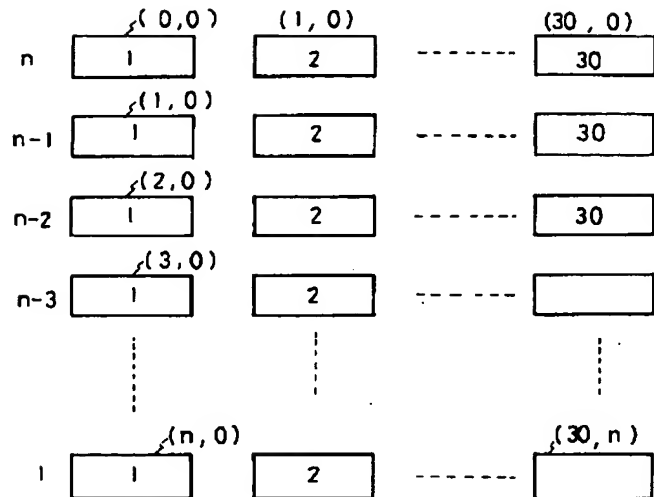 (0,0) (1,0) (30,0)
n 1 2 30
(1,0)
n-1 1 2 30
(2,0)
n-2 1 2 30
(3,0)
n-3 1 2
(n,0) (30,n)
1 1 2